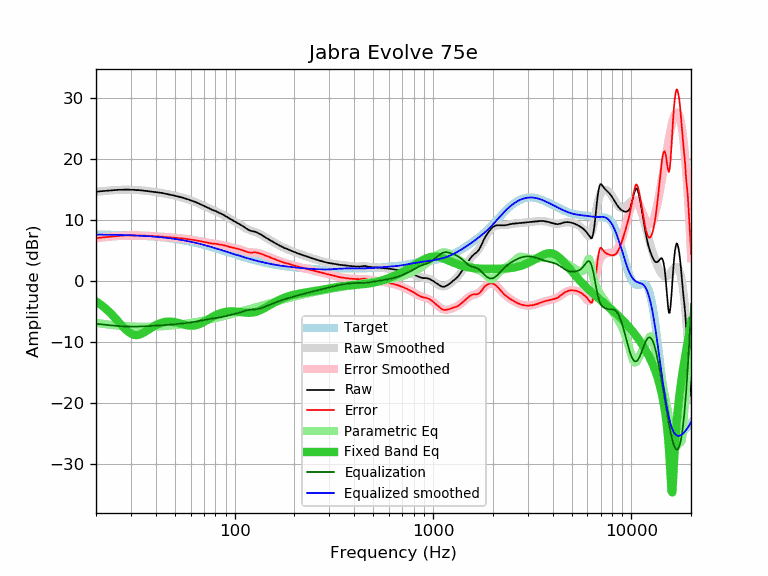 Jabra Evolve 75e
30
20
10
0
−10
−20
−30
Amplitude (dBr)
Target
Raw Smoothed
Error Smoothed
Raw
Error
Parametric Eq
Fixed Band Eq
Equalization
Equalized smoothed
100 1000 10000
Frequency (Hz)